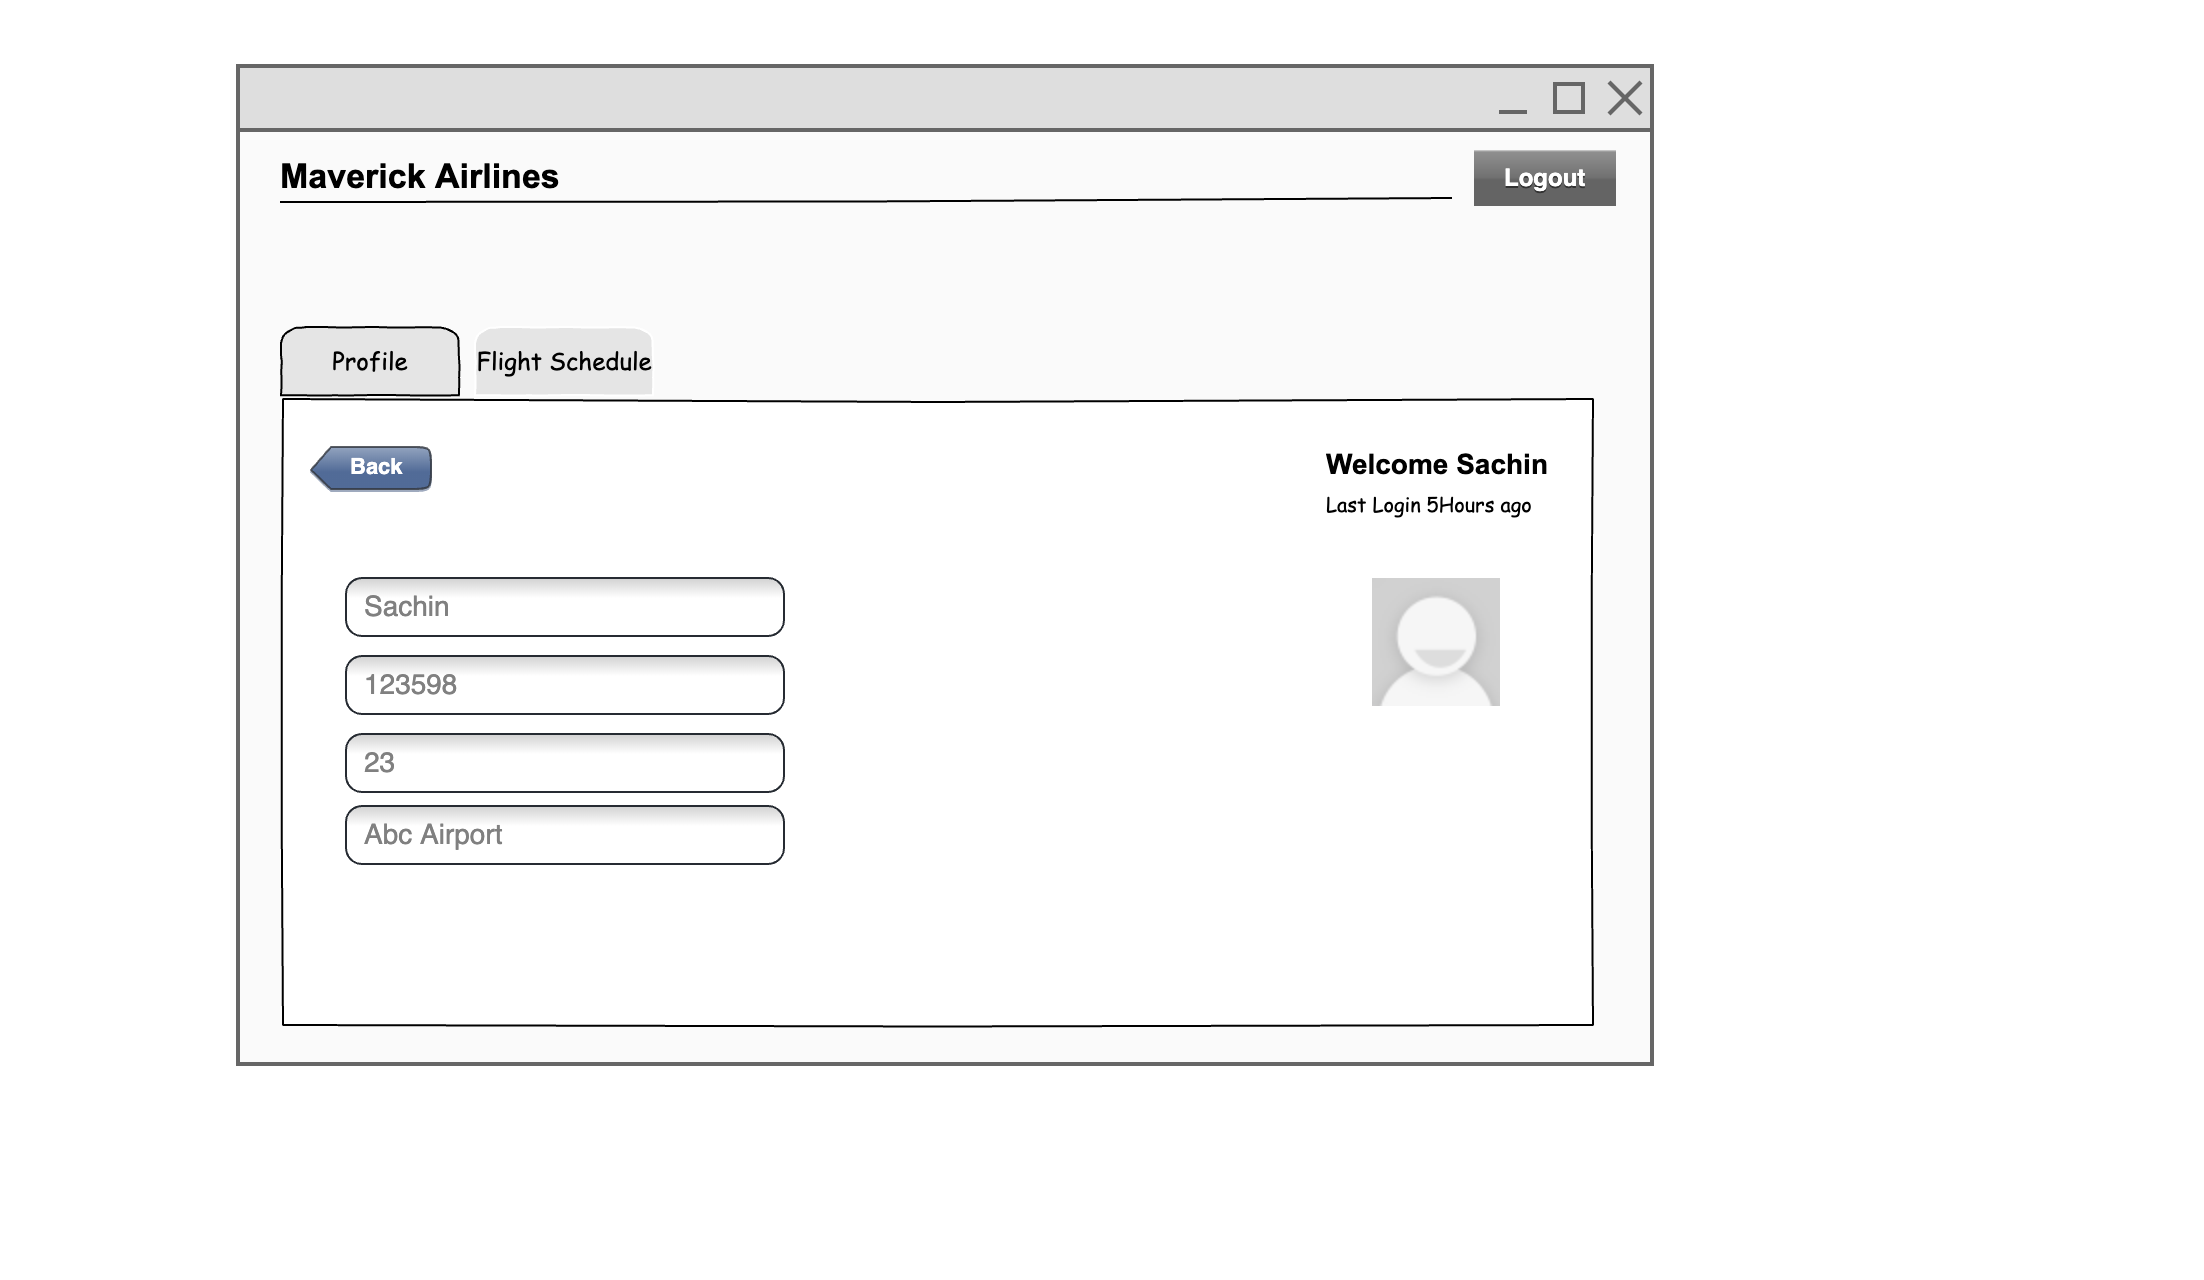 Maverick Airlines
Logout
Profile
Flight Schedule
Back
Welcome Sachin
Last Login 5Hours ago
Sachin
123598
23
Abc Airport